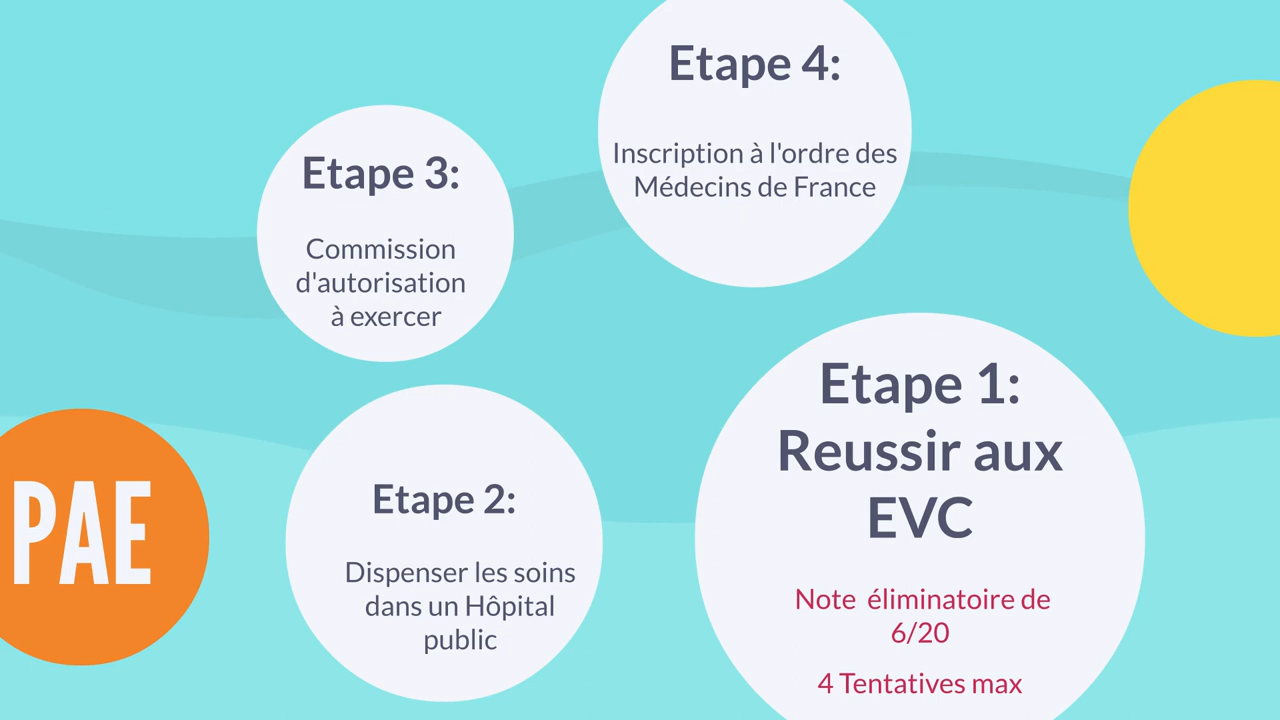 PAE
Etape 1:
Reussir aux
EVC
Note éliminatoire de
6/20
4 Tentatives max
Etape 2:
Dispenser les soins
dans un Hôpital
public
Etape 3:
Commission
d'autorisation
à exercer
Etape 4:
Inscription à l'ordre des
Médecins de France